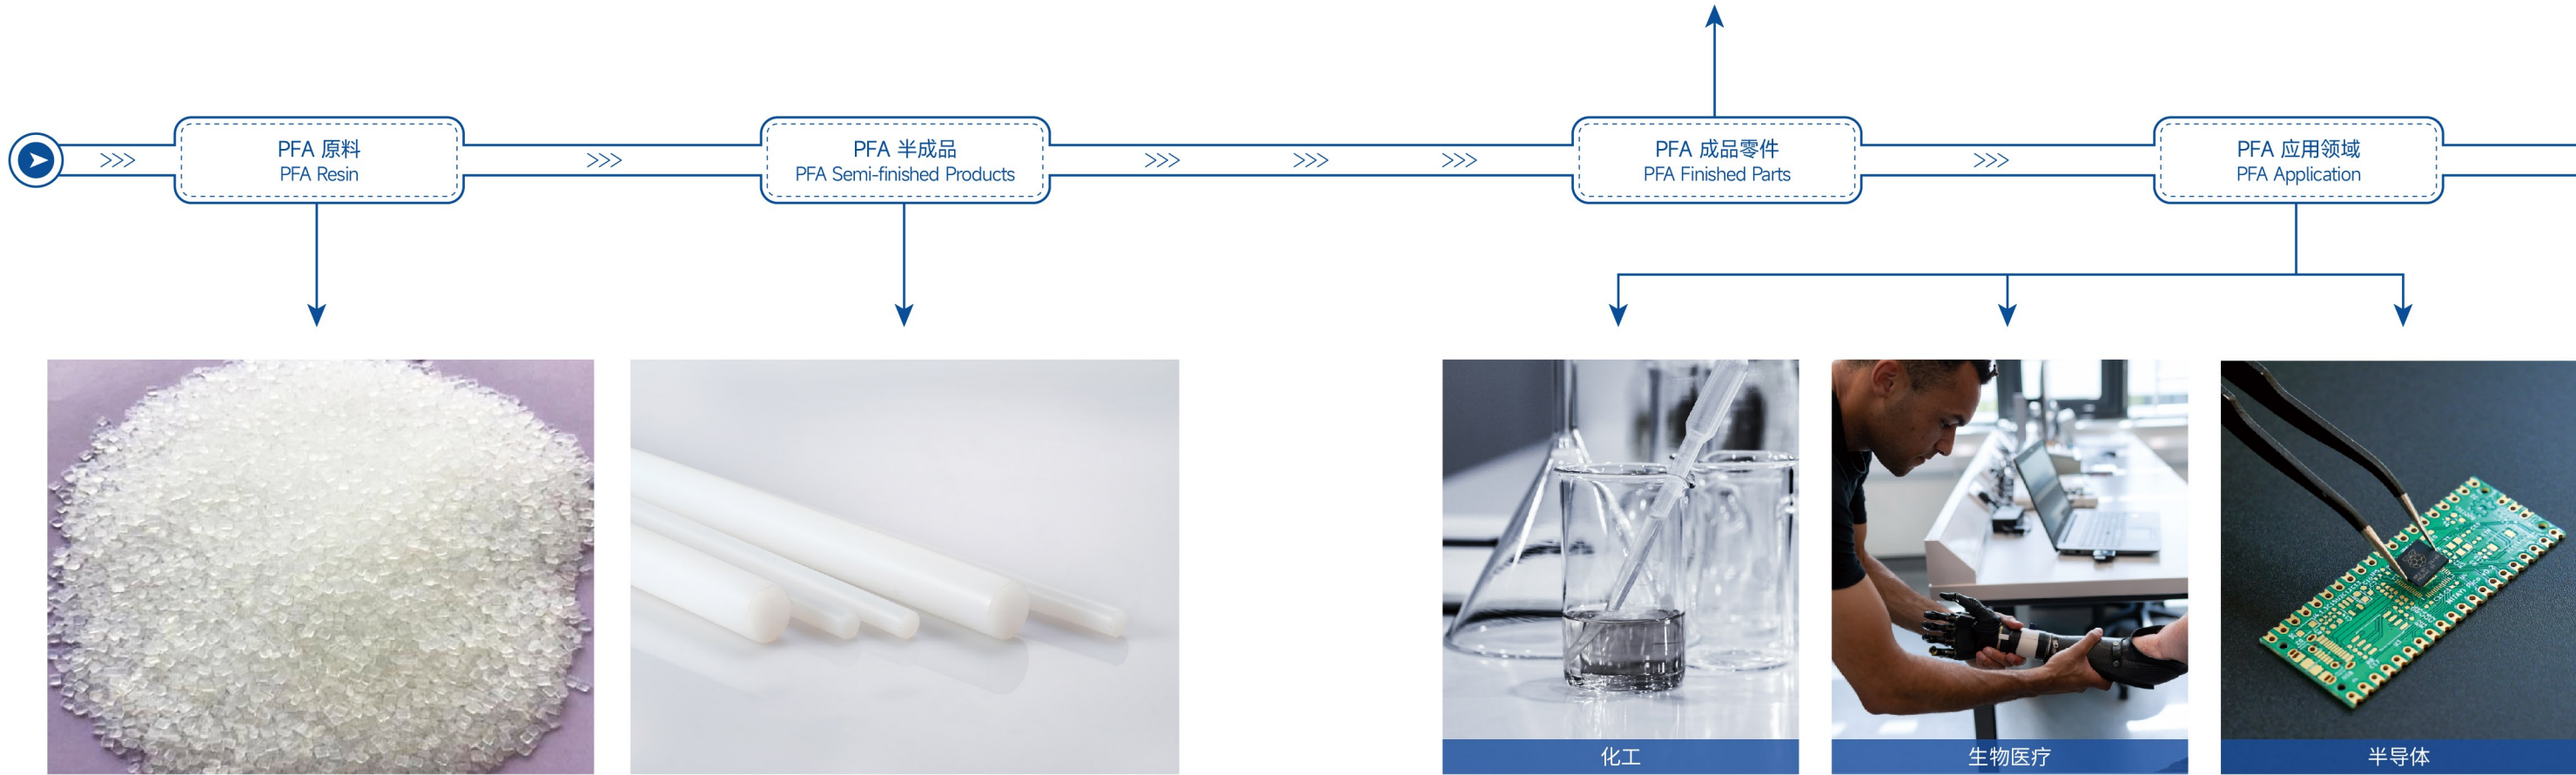 PFA 原料
PFA Resin
PFA 半成品
PFA Semi-finished Products
PFA 成品零件
PFA Finished Parts
PFA 应用领域
PFA Application
化工
生物医疗
半导体